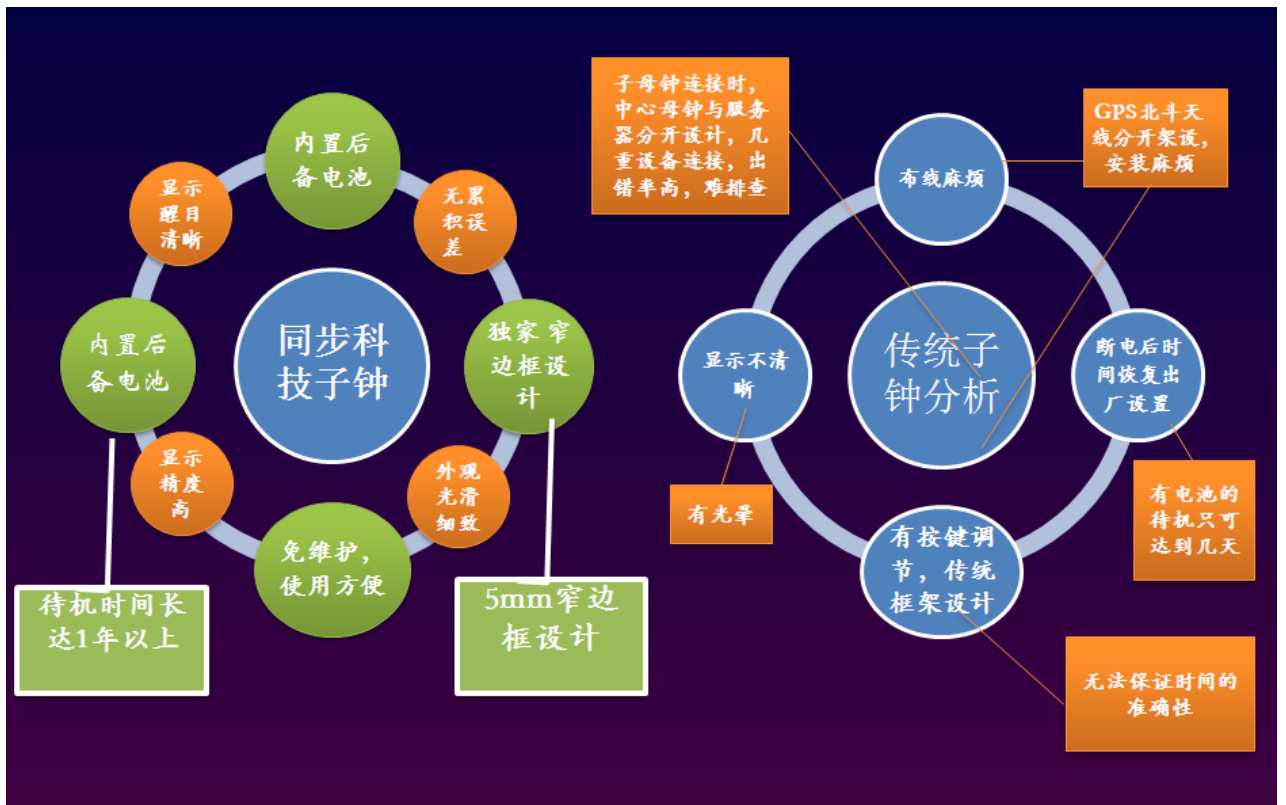 内置后
备电池
显示
醒目
清晰
无累
积误
差
内置后
备电池
同步科
技子钟
独家 窄
边框设
计
显示
精度
高
外观
光滑
细致
免维护，
使用方便
待机时间长
达1年以上
5mm窄边
框设计
子母钟连接时，
中心母钟与服务
器分开设计，几
重设备连接，出
错率高，难排查
GPS北斗天
线分开架设，
安装麻烦
布线麻烦
显示不清
晰
传统子
钟分析
断电后时
间恢复出
厂设置
有光晕
有按键调
节，传统
框架设计
有电池的
待机只可
达到几天
无法保证时间的
准确性